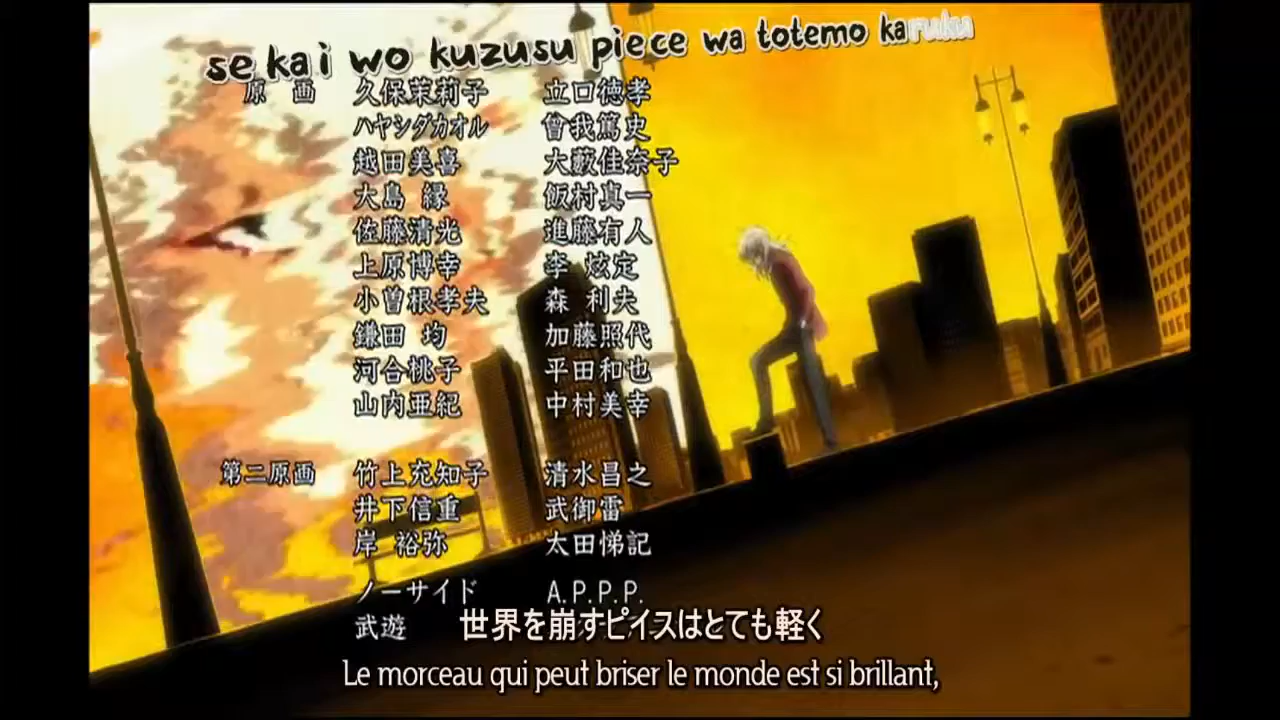 sekai wo kuzusu piece wa totemo karuku
原 画 久保茉莉子 立口徳孝
ハヤシダカオル 曾我篤史
越田美喜 大藪佳奈子
大島 縁 飯村真一
佐藤清光 進藤有人
上原博幸 李 炫定
小曽根孝夫 森 利夫
鎌田 均 加藤照代
河合桃子 平田和也
山内亜紀 中村美幸
第二原画 竹上充知子 清水昌之
井下信重 武御雷
岸 裕弥 太田悌記
ノーサイド A.P.P.P.
武遊
世界を崩すピイスはとても軽く
Le morceau qui peut briser le monde est si brillant,